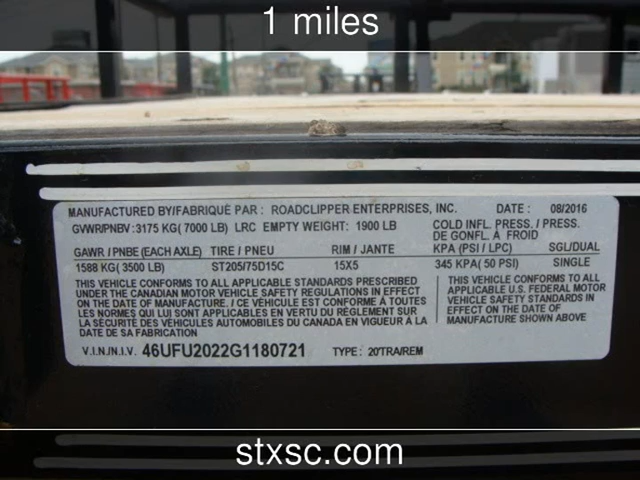 1 miles
MANUFACTURED BY/FABRIQUÉ PAR : ROADCLIPPER ENTERPRISES, INC. DATE : 08/2016
GVWR/PNBV :3175 KG( 7000 LB) LRC EMPTY WEIGHT: 1900 LB COLD INFL. PRESS./PRESS.
DE GONFL. À FROID
GAWR / PNBE (EACH AXLE) TIRE / PNEU RIM / JANTE KPA (PSI / LPC) SGL/DUAL
1588 KG( 3500 LB) ST205/75D15C 15X5 345 KPA( 50 PSI) SINGLE
THIS VEHICLE CONFORMS TO ALL APPLICABLE STANDARDS PRESCRIBED
UNDER THE CANADIAN MOTOR VEHICLE SAFETY REGULATIONS IN EFFECT
ON THE DATE OF MANUFACTURE / CE VÉHICULE EST CONFORME À TOUTES
LES NORMES QUI LUI SONT APPLICABLES EN VERTU DU RÈGLEMENT SUR
LA SÉCURITÉ DES VÉHICULES AUTOMOBILES DU CANADA EN VIGUEUR À LA
DATE DE SA FABRICATION
THIS VEHICLE CONFORMS TO ALL
APPLICABLE U.S. FEDERAL MOTOR
VEHICLE SAFETY STANDARDS IN
EFFECT ON THE DATE OF
MANUFACTURE SHOWN ABOVE.
V.I.N./N.I.V. 46UFU2022G1180721 TYPE: 20'TRA/REM
stxsc.com